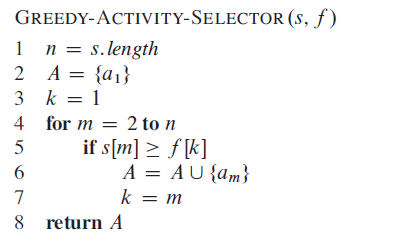 GREEDY-ACTIVITY-SELECTOR(s, f)
1 n = s.length
2 A = {a₁}
3 k = 1
4 for m = 2 to n
5 if s[m] ≥ f[k]
6 A = A ∪ {aₘ}
7 k = m
8 return A